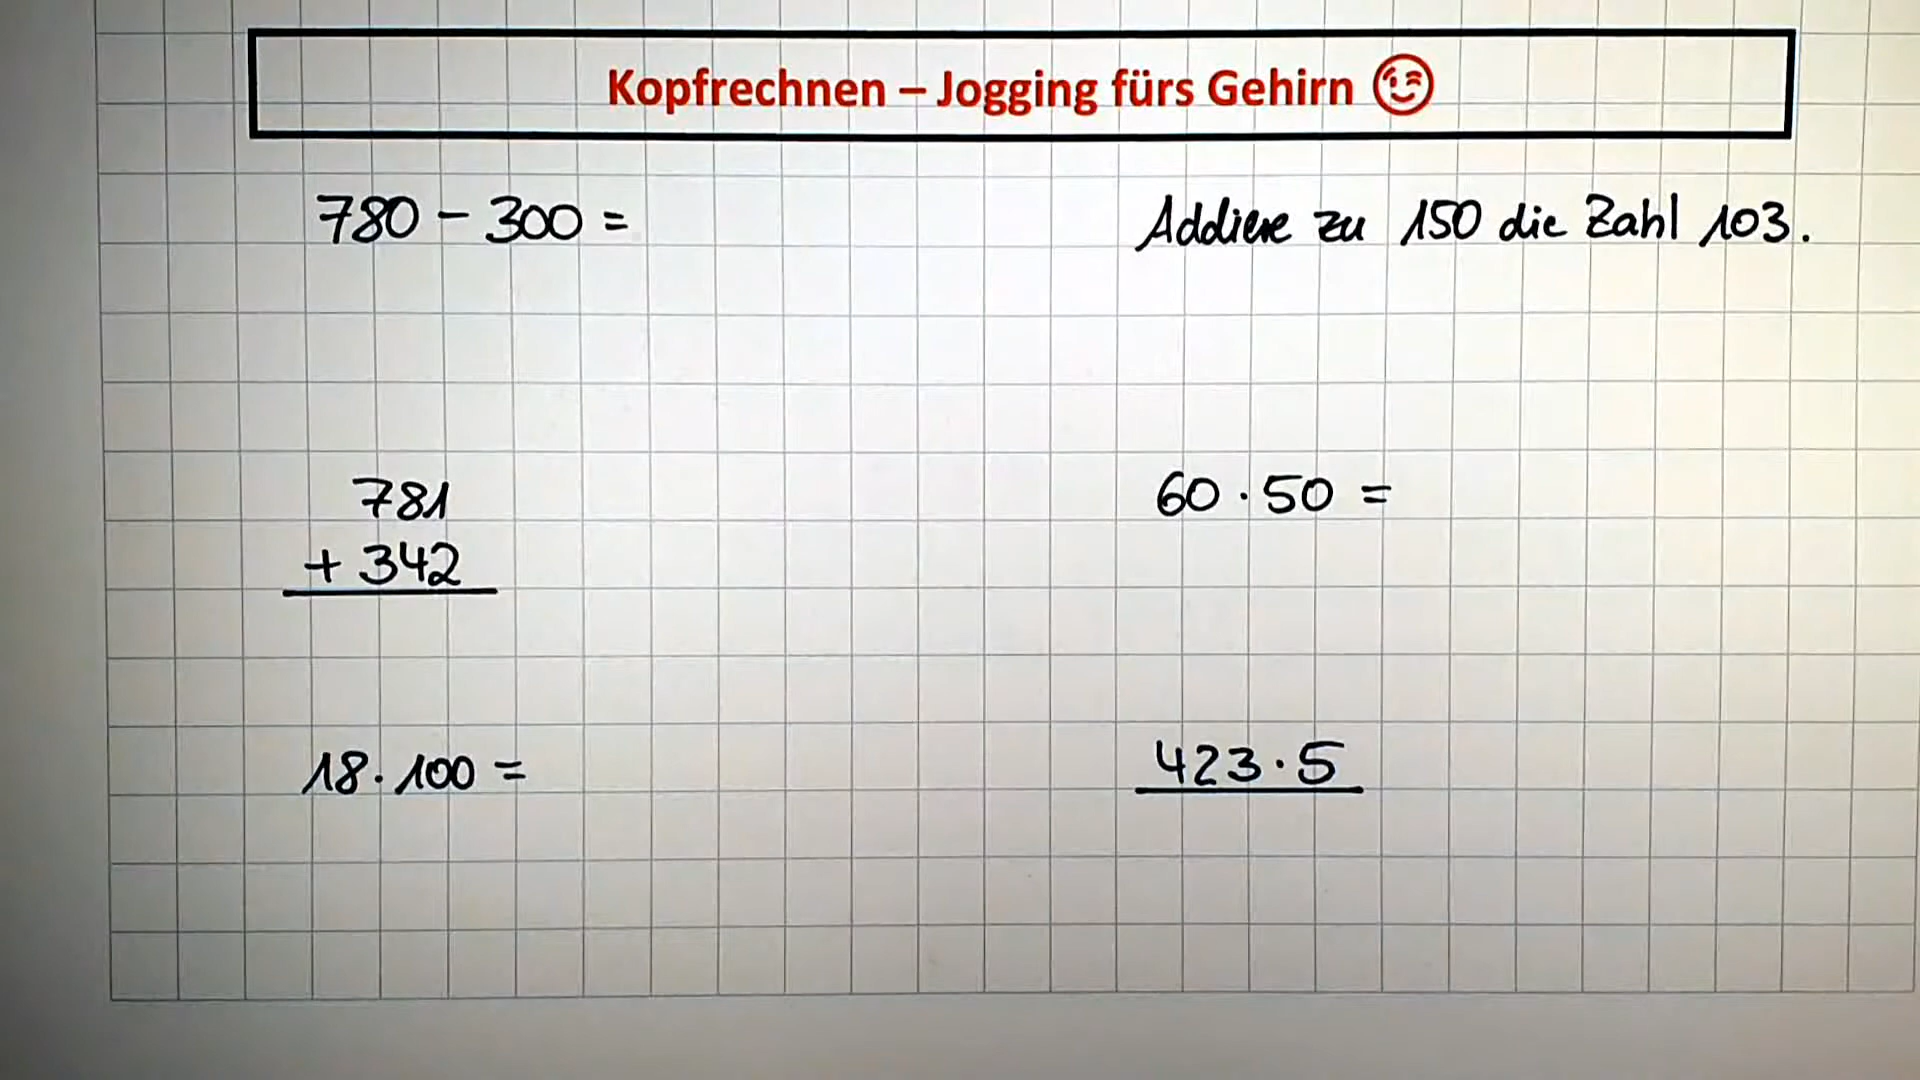 Kopfrechnen – Jogging fürs Gehirn
780 – 300 =
Addiere zu 150 die Zahl 103.
781
+ 342
60 · 50 =
18 · 100 =
423 · 5